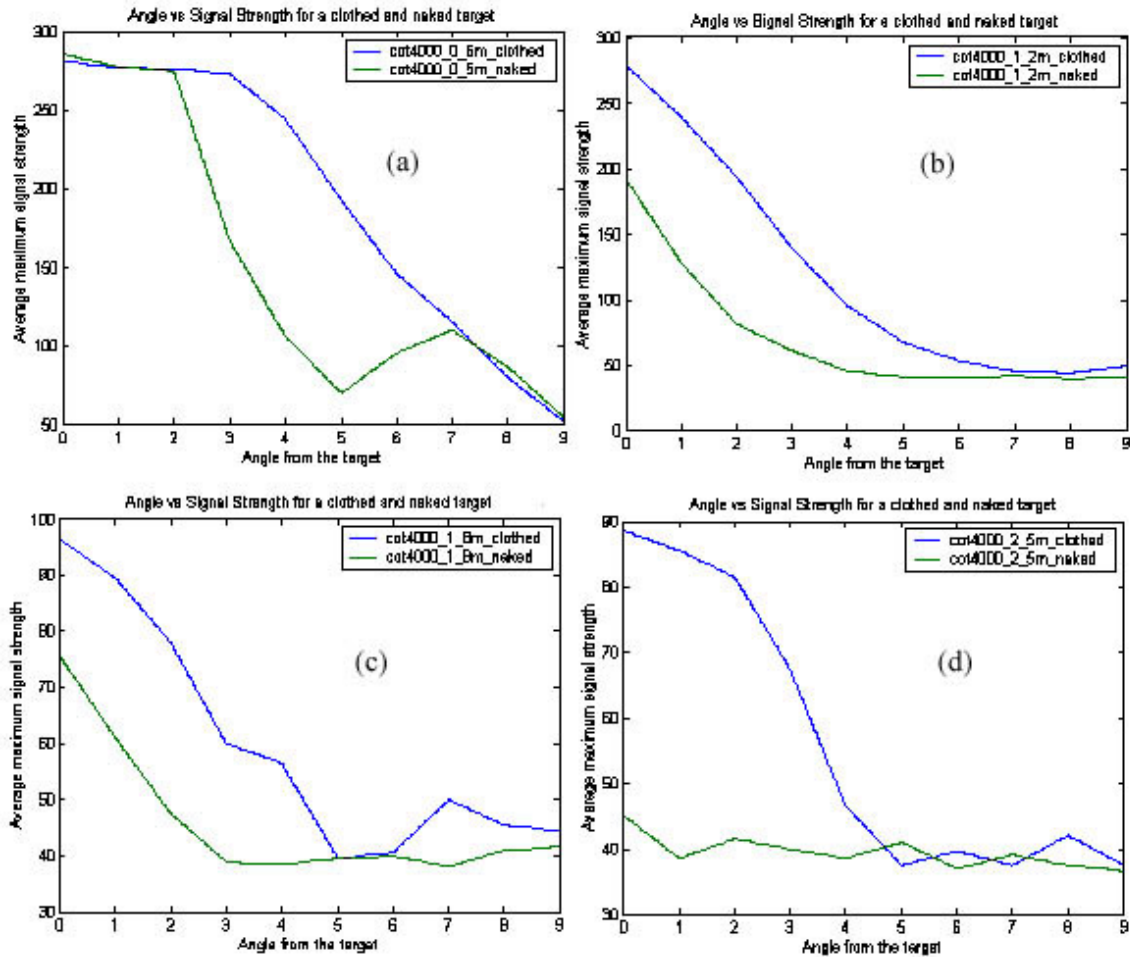 Angle vs Signal Strength for a clothed and naked target
300
250
200
150
100
50
Average maximum signal strength
cot4000_0_6m_clothed
cot4000_0_5m_naked
(a)
0 1 2 3 4 5 6 7 8 9
Angle from the target
Angle vs Signal Strength for a clothed and naked target
300
250
200
150
100
50
0
Average maximum signal strength
cot4000_1_2m_clothed
cot4000_1_2m_naked
(b)
0 1 2 3 4 5 6 7 8 9
Angle from the target
Angle vs Signal Strength for a clothed and naked target
100
90
80
70
60
50
40
30
Average maximum signal strength
cot4000_1_8m_clothed
cot4000_1_8m_naked
(c)
0 1 2 3 4 5 6 7 8 9
Angle from the target
Angle vs Signal Strength for a clothed and naked target
90
80
70
60
50
40
30
Average maximum signal strength
cot4000_2_5m_clothed
cot4000_2_5m_naked
(d)
0 1 2 3 4 5 6 7 8 9
Angle from the target